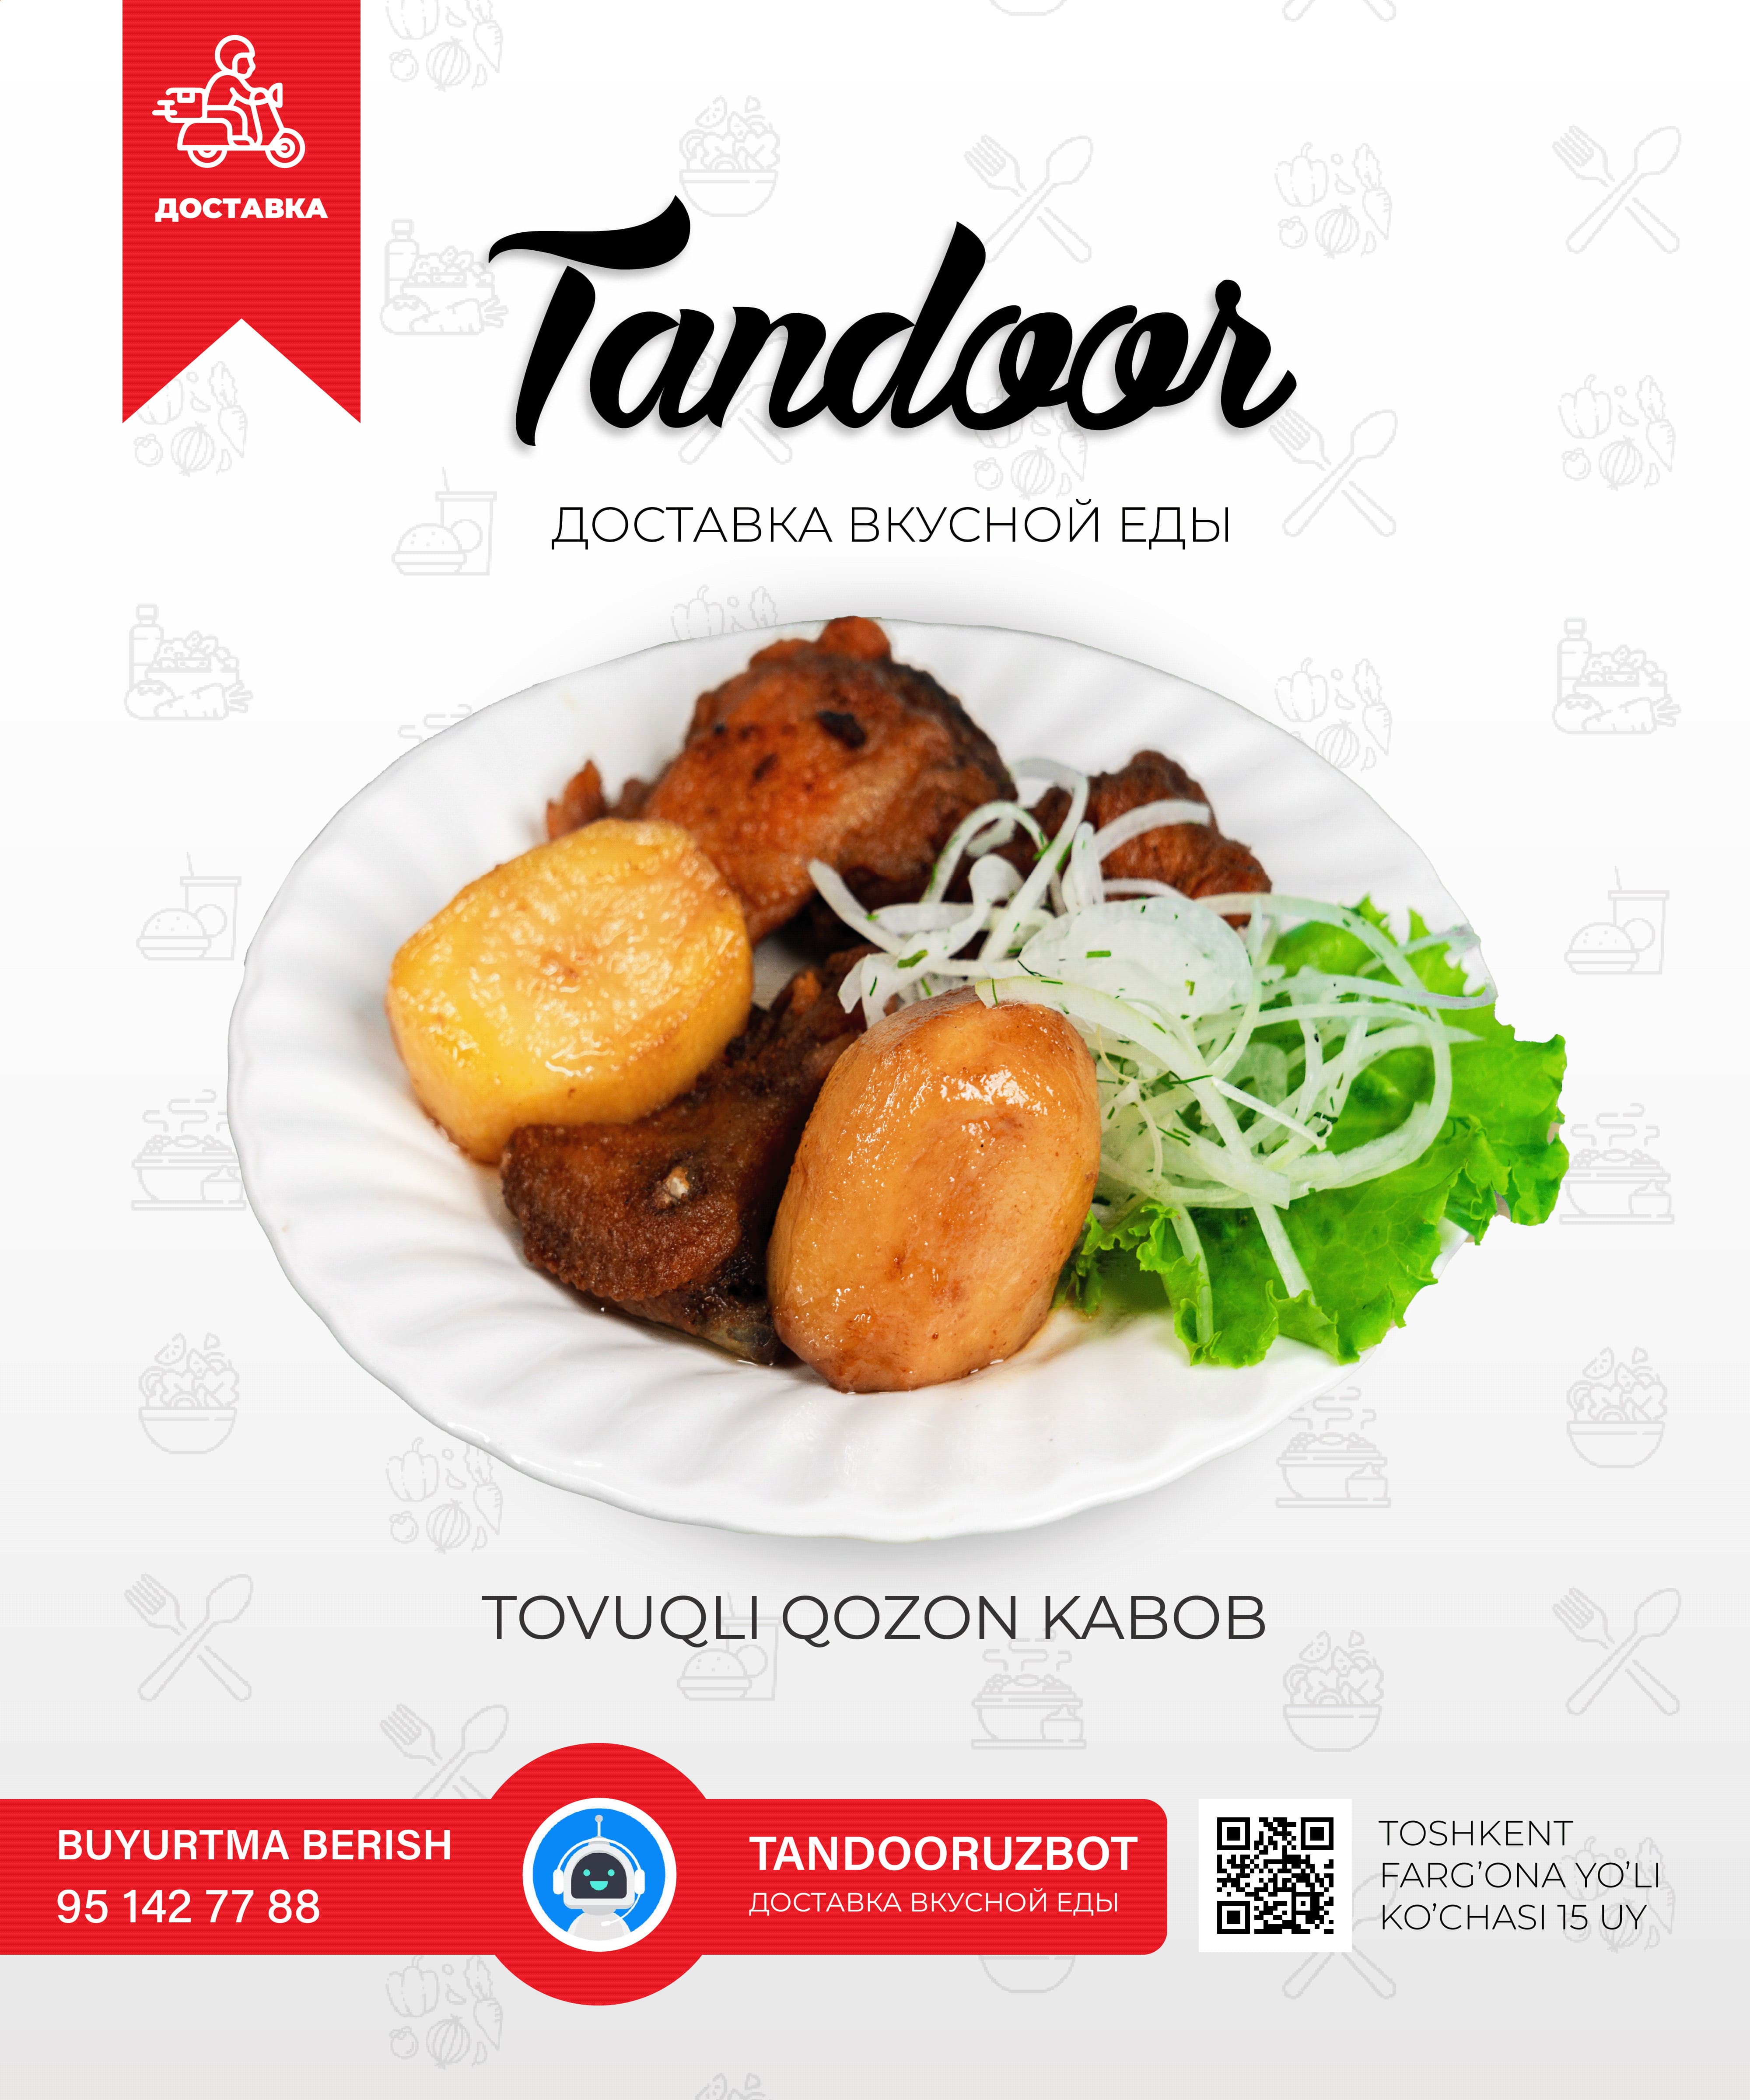 ДОСТАВКА
Tandoor
ДОСТАВКА ВКУСНОЙ ЕДЫ
TOVUQLI QOZON KABOB
BUYURTMA BERISH
95 142 77 88
TANDOORUZBOT
ДОСТАВКА ВКУСНОЙ ЕДЫ
TOSHKENT
FARG’ONA YO’LI
KO’CHASI 15 UY